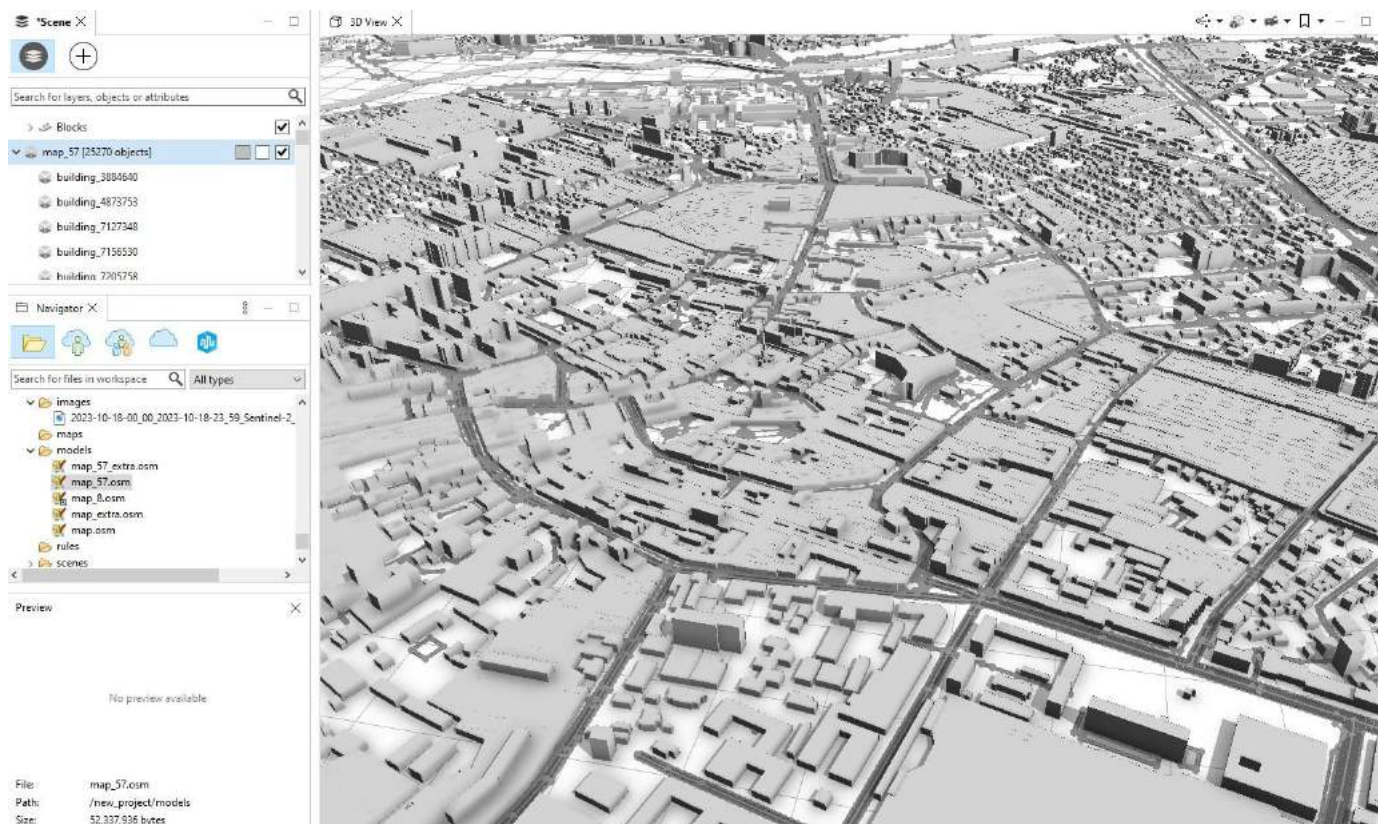 *Scene
3D View
Search for layers, objects or attributes
Blocks
map_57 [25270 objects]
building_3884640
building_4873753
building_7127348
building_7156530
building_7205758
Navigator
Search for files in workspace
All types
images
2023-10-18-00_00_2023-10-18-23_59_Sentinel-2_
maps
models
map_57_extra.osm
map_57.osm
map_8.osm
map_extra.osm
map.osm
rules
scenes
Preview
No preview available
File: map_57.osm
Path: /new_project/models
Size: 52,337,936 bytes